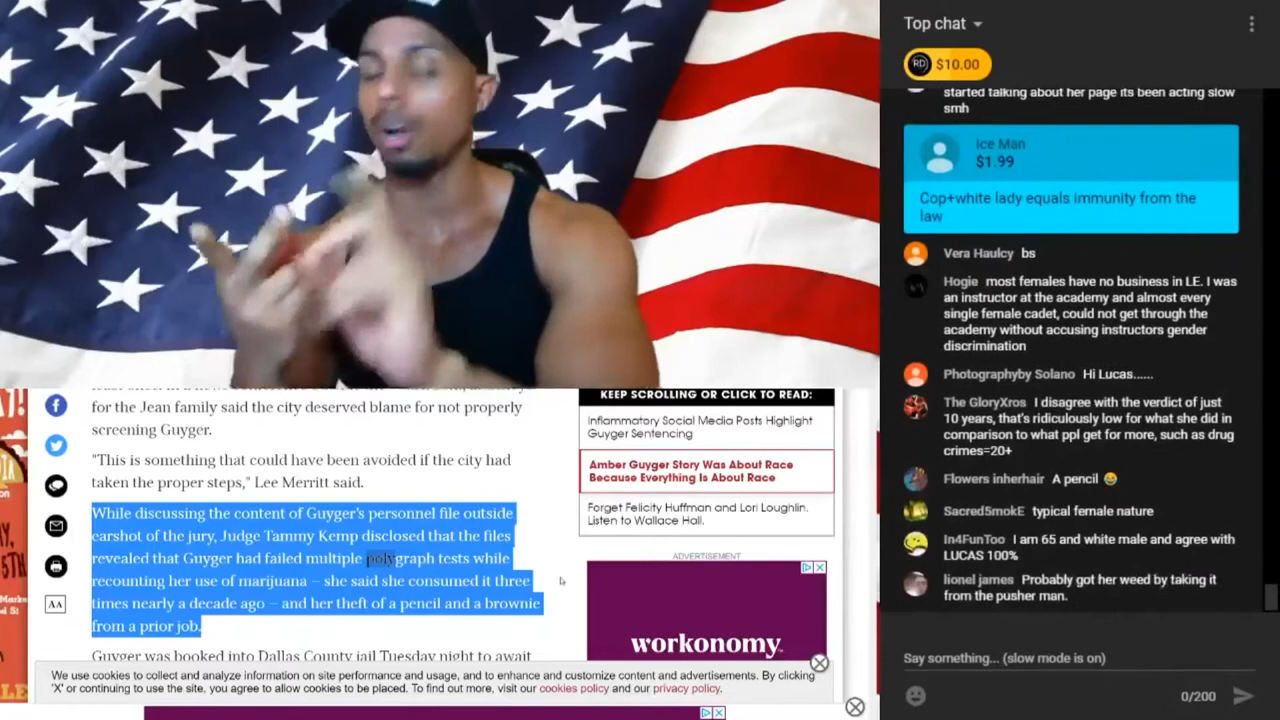 Top chat
RD $10.00
started talking about her page its been acting slow
smh
Ice Man
$1.99
Cop+white lady equals immunity from the
law
Vera Haulcy bs
Hogie most females have no business in LE. I was
an instructor at the academy and almost every
single female cadet, could not get through the
academy without accusing instructors gender
discrimination
Photographyby Solano Hi Lucas......
The GloryXros I disagree with the verdict of just
10 years, that's ridiculously low for what she did in
comparison to what ppl get for more, such as drug
crimes=20+
Flowers inherhair A pencil 😂
Sacred5mokE typical female nature
In4FunToo I am 65 and white male and agree with
LUCAS 100%
lionel james Probably got her weed by taking it
from the pusher man.
Say something... (slow mode is on)
0/200
for the Jean family said the city deserved blame for not properly
screening Guyger.
"This is something that could have been avoided if the city had
taken the proper steps," Lee Merritt said.
While discussing the content of Guyger's personnel file outside
earshot of the jury, Judge Tammy Kemp disclosed that the files
revealed that Guyger had failed multiple polygraph tests while
recounting her use of marijuana – she said she consumed it three
times nearly a decade ago – and her theft of a pencil and a brownie
from a prior job.
Guyger was booked into Dallas County jail Tuesday night to await
AA
KEEP SCROLLING OR CLICK TO READ:
Inflammatory Social Media Posts Highlight
Guyger Sentencing
Amber Guyger Story Was About Race
Because Everything Is About Race
Forget Felicity Huffman and Lori Loughlin.
Listen to Wallace Hall.
ADVERTISEMENT
workonomy
We use cookies to collect and analyze information on site performance and usage, and to enhance and customize content and advertisements. By clicking
'X' or continuing to use the site, you agree to allow cookies to be placed. To find out more, visit our cookies policy and our privacy policy.